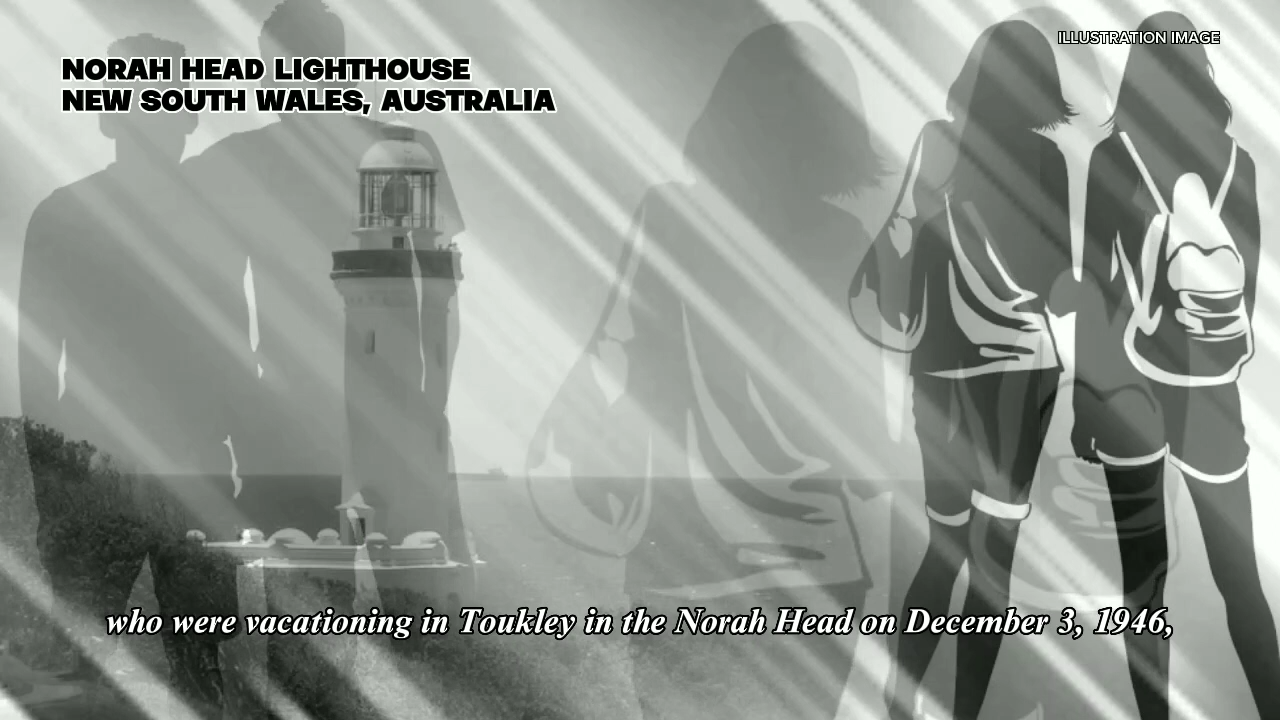 ILLUSTRATION IMAGE
NORAH HEAD LIGHTHOUSE
NEW SOUTH WALES, AUSTRALIA
who were vacationing in Toukley in the Norah Head on December 3, 1946,